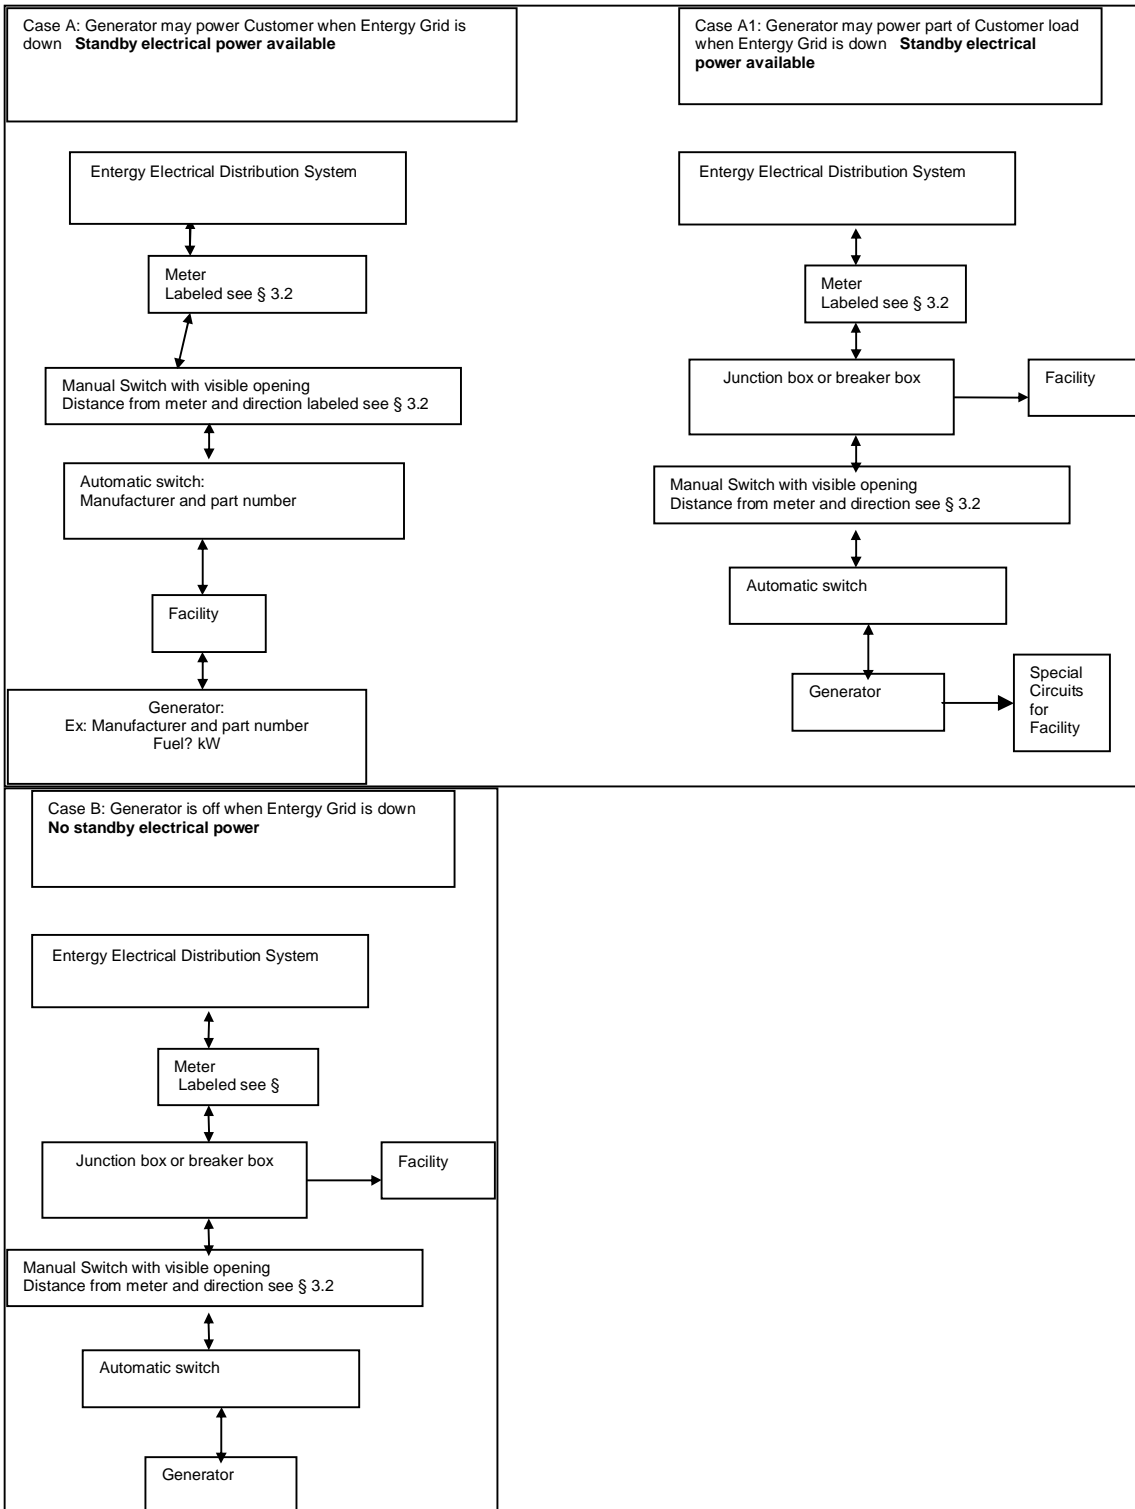 Case A: Generator may power Customer when Entergy Grid is
down Standby electrical power available
Entergy Electrical Distribution System
Meter
Labeled see § 3.2
Manual Switch with visible opening
Distance from meter and direction labeled see § 3.2
Automatic switch:
Manufacturer and part number
Facility
Generator:
Ex: Manufacturer and part number
Fuel? kW
Case A1: Generator may power part of Customer load
when Entergy Grid is down Standby electrical
power available
Entergy Electrical Distribution System
Meter
Labeled see § 3.2
Junction box or breaker box
Facility
Manual Switch with visible opening
Distance from meter and direction see § 3.2
Automatic switch
Generator
Special
Circuits
for
Facility
Case B: Generator is off when Entergy Grid is down
No standby electrical power
Entergy Electrical Distribution System
Meter
Labeled see §
Junction box or breaker box
Facility
Manual Switch with visible opening
Distance from meter and direction see § 3.2
Automatic switch
Generator